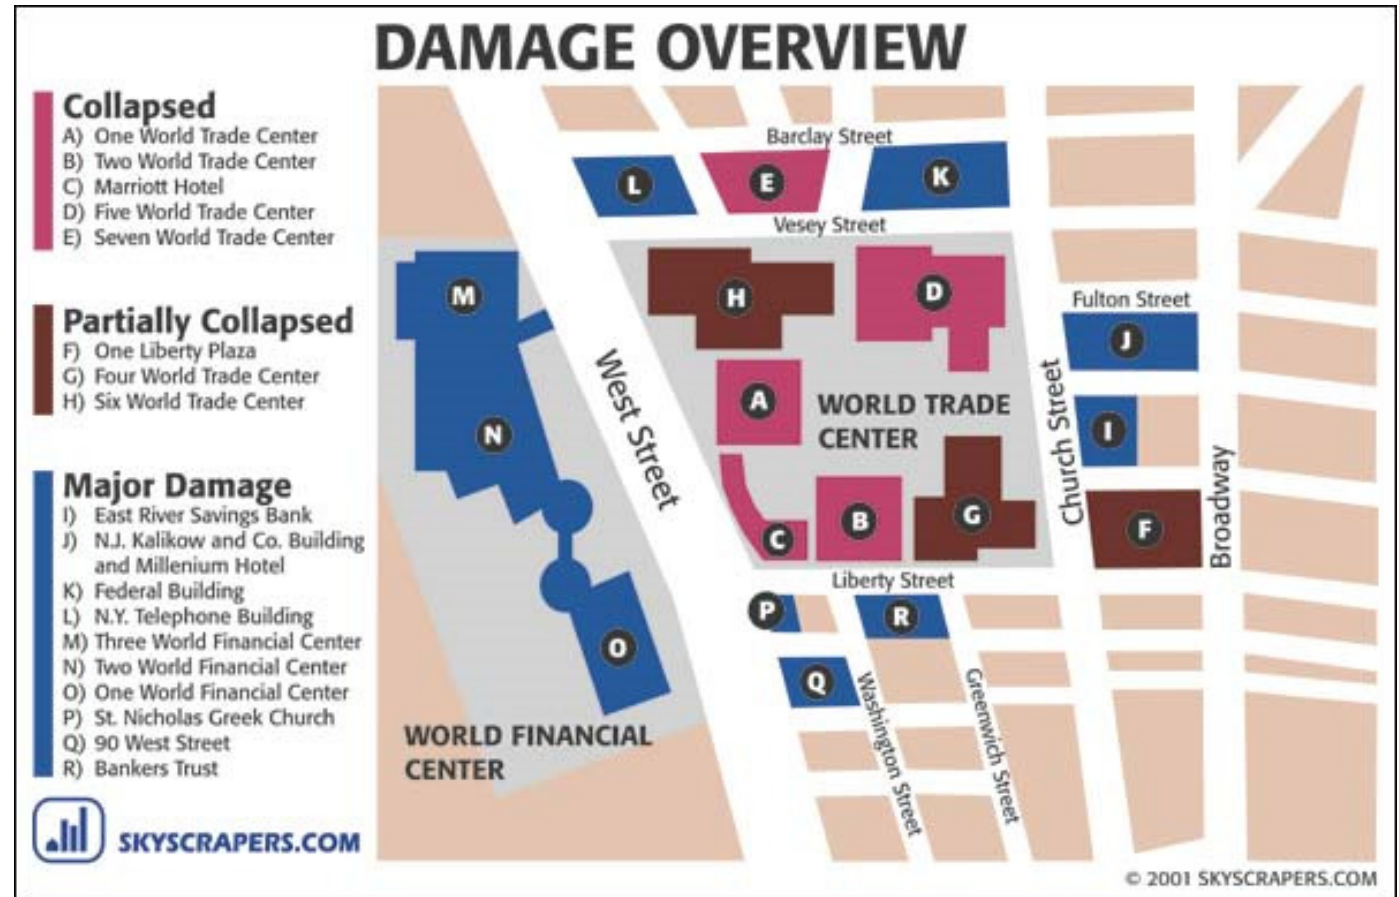 DAMAGE OVERVIEW
Collapsed
A) One World Trade Center
B) Two World Trade Center
C) Marriott Hotel
D) Five World Trade Center
E) Seven World Trade Center
Partially Collapsed
F) One Liberty Plaza
G) Four World Trade Center
H) Six World Trade Center
Major Damage
I) East River Savings Bank
J) N.J. Kalikow and Co. Building
and Millenium Hotel
K) Federal Building
L) N.Y. Telephone Building
M) Three World Financial Center
N) Two World Financial Center
O) One World Financial Center
P) St. Nicholas Greek Church
Q) 90 West Street
R) Bankers Trust
SKYSCRAPERS.COM
Barclay Street
L
E
K
Vesey Street
M
H
D
Fulton Street
J
West Street
A
WORLD TRADE
CENTER
Church Street
I
N
Broadway
C
B
G
F
Liberty Street
P
R
O
Q
Washington Street
Greenwich Street
WORLD FINANCIAL
CENTER
© 2001 SKYSCRAPERS.COM